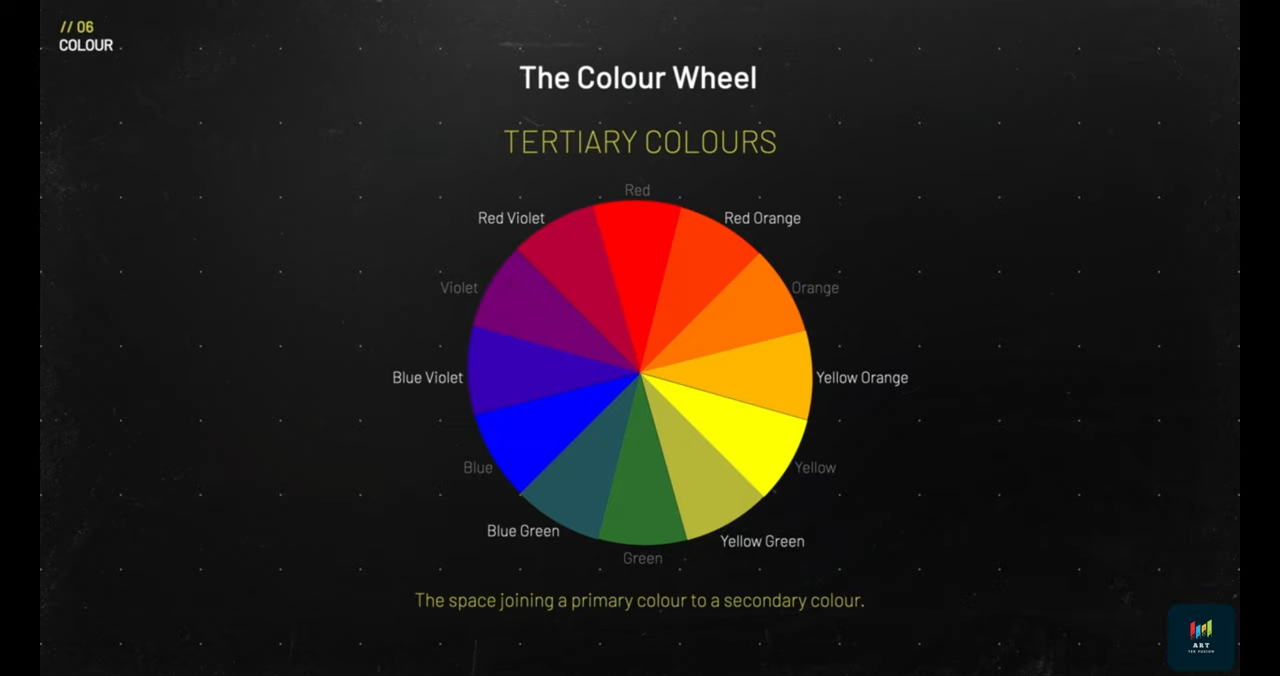 // 06
COLOUR
The Colour Wheel
TERTIARY COLOURS
Red
Red Violet
Red Orange
Violet
Orange
Blue Violet
Yellow Orange
Blue
Yellow
Blue Green
Yellow Green
Green
The space joining a primary colour to a secondary colour.
ART